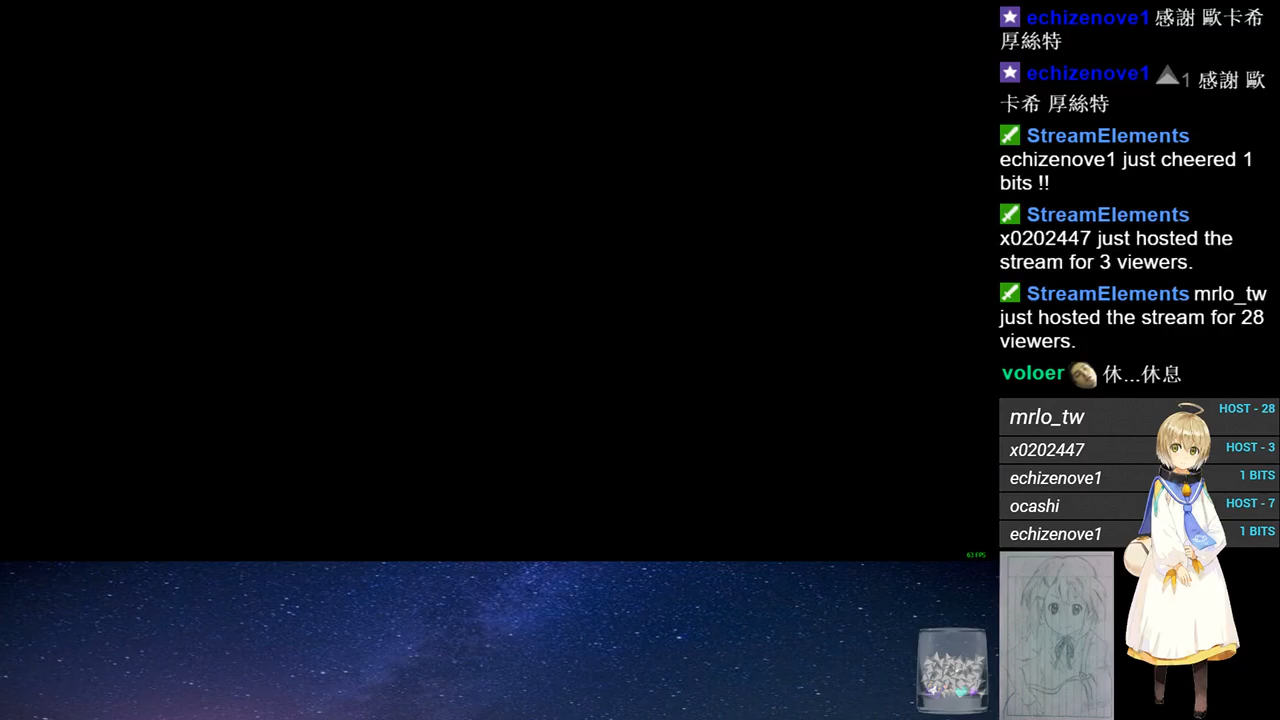 echizenove1 感謝 歐卡希
厚絲特
echizenove1 1 感謝 歐
卡希 厚絲特
StreamElements
echizenove1 just cheered 1
bits !!
StreamElements
x0202447 just hosted the
stream for 3 viewers.
StreamElements mrlo_tw
just hosted the stream for 28
viewers.
voloer 休...休息
mrlo_tw HOST - 28
x0202447 HOST - 3
echizenove1 1 BITS
ocashi HOST - 7
echizenove1 1 BITS
63 FPS